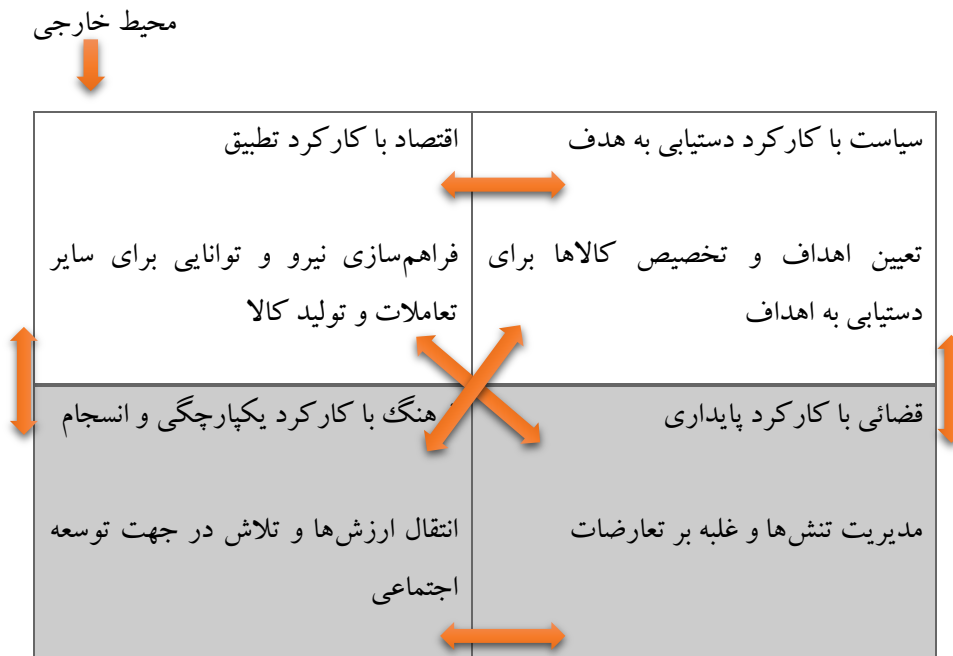 محیط خارجی
سیاست با کارکرد دستیابی به هدف
تعیین اهداف و تخصیص کالاها برای
دستیابی به اهداف
اقتصاد با کارکرد تطبیق
فراهم‌سازی نیرو و توانایی برای سایر
تعاملات و تولید کالا
قضائی با کارکرد پایداری
مدیریت تنش‌ها و غلبه بر تعارضات
فرهنگ با کارکرد یکپارچگی و انسجام
انتقال ارزش‌ها و تلاش در جهت توسعه
اجتماعی